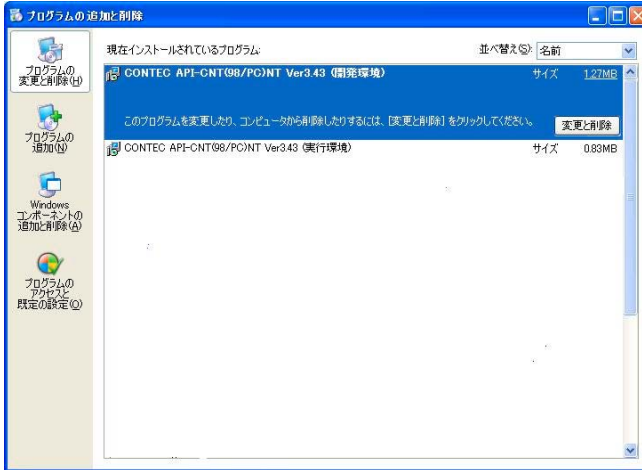 プログラムの追加と削除
現在インストールされているプログラム:
並べ替え(S):
名前
プログラムの
変更と削除(H)
プログラムの
追加(N)
Windows
コンポーネントの
追加と削除(A)
プログラムの
アクセスと
既定の設定(O)
CONTEC API-CNT(98/PC)NT Ver3.43 (開発環境)
サイズ
1.27MB
このプログラムを変更したり、コンピュータから削除したりするには、[変更と削除] をクリックしてください。
変更と削除
CONTEC API-CNT(98/PC)NT Ver3.43 (実行環境)
サイズ
0.83MB